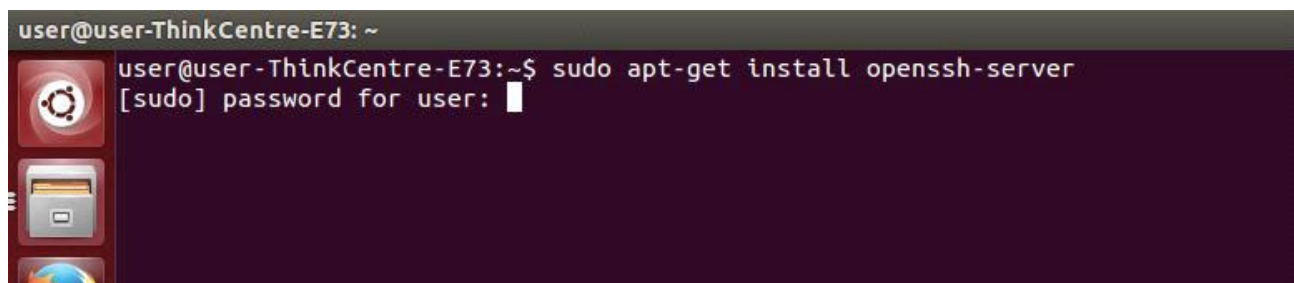 user@user-ThinkCentre-E73: ~
user@user-ThinkCentre-E73:~$ sudo apt-get install openssh-server
[sudo] password for user: